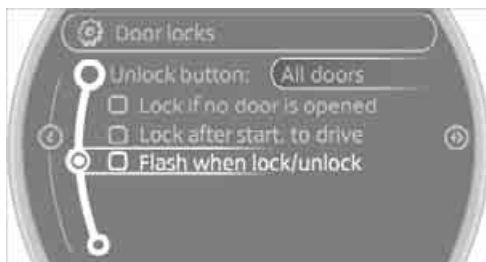 Door locks
Unlock button: All doors
Lock if no door is opened
Lock after start. to drive
Flash when lock/unlock